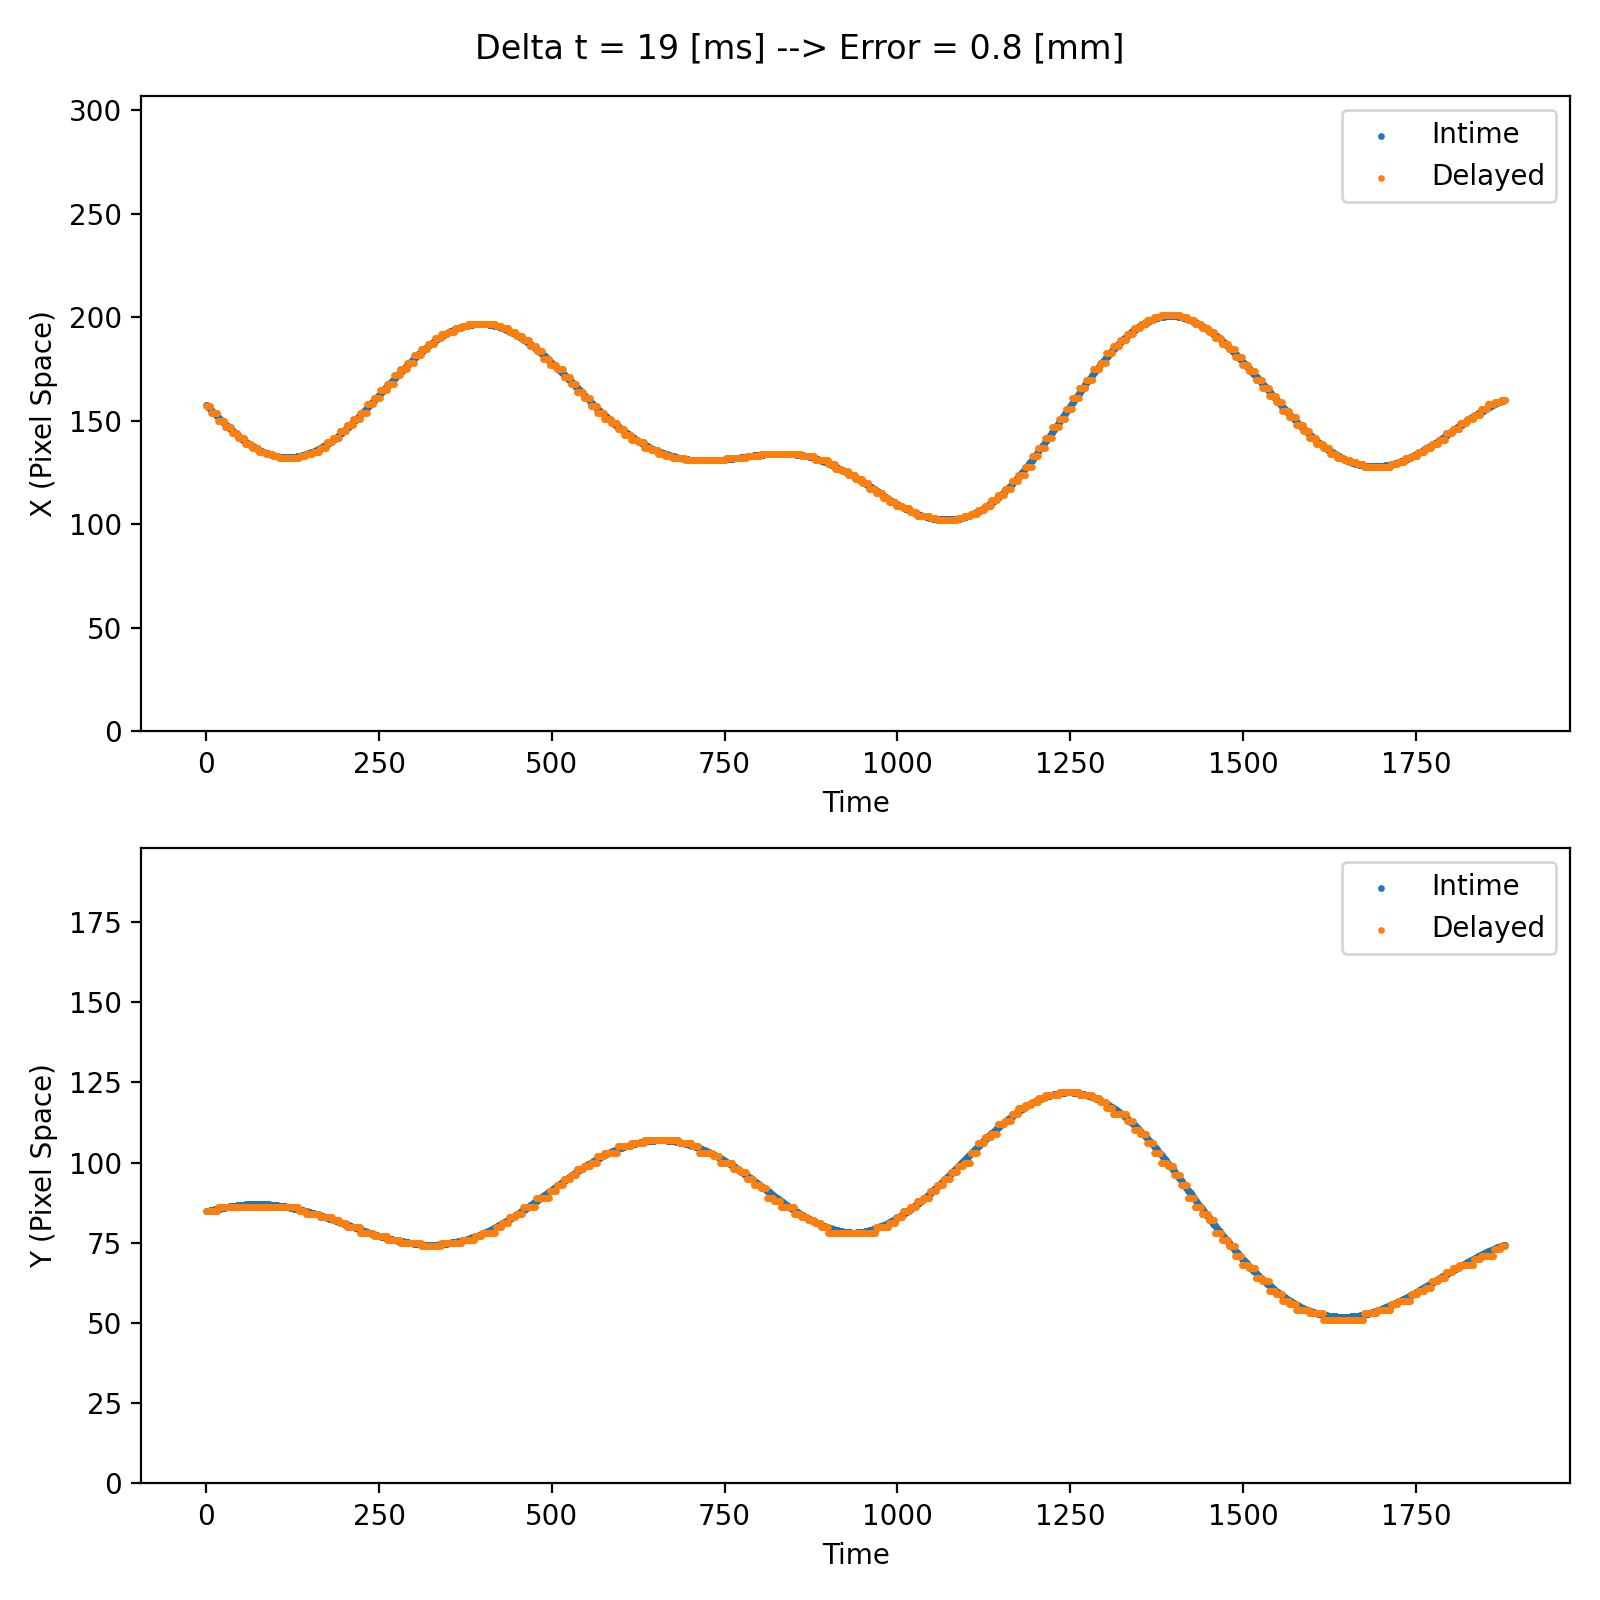 Delta t = 19 [ms] --> Error = 0.8 [mm]
300
250
200
150
100
50
0
X (Pixel Space)
Intime
Delayed
0 250 500 750 1000 1250 1500 1750
Time
175
150
125
100
75
50
25
0
Y (Pixel Space)
Intime
Delayed
0 250 500 750 1000 1250 1500 1750
Time